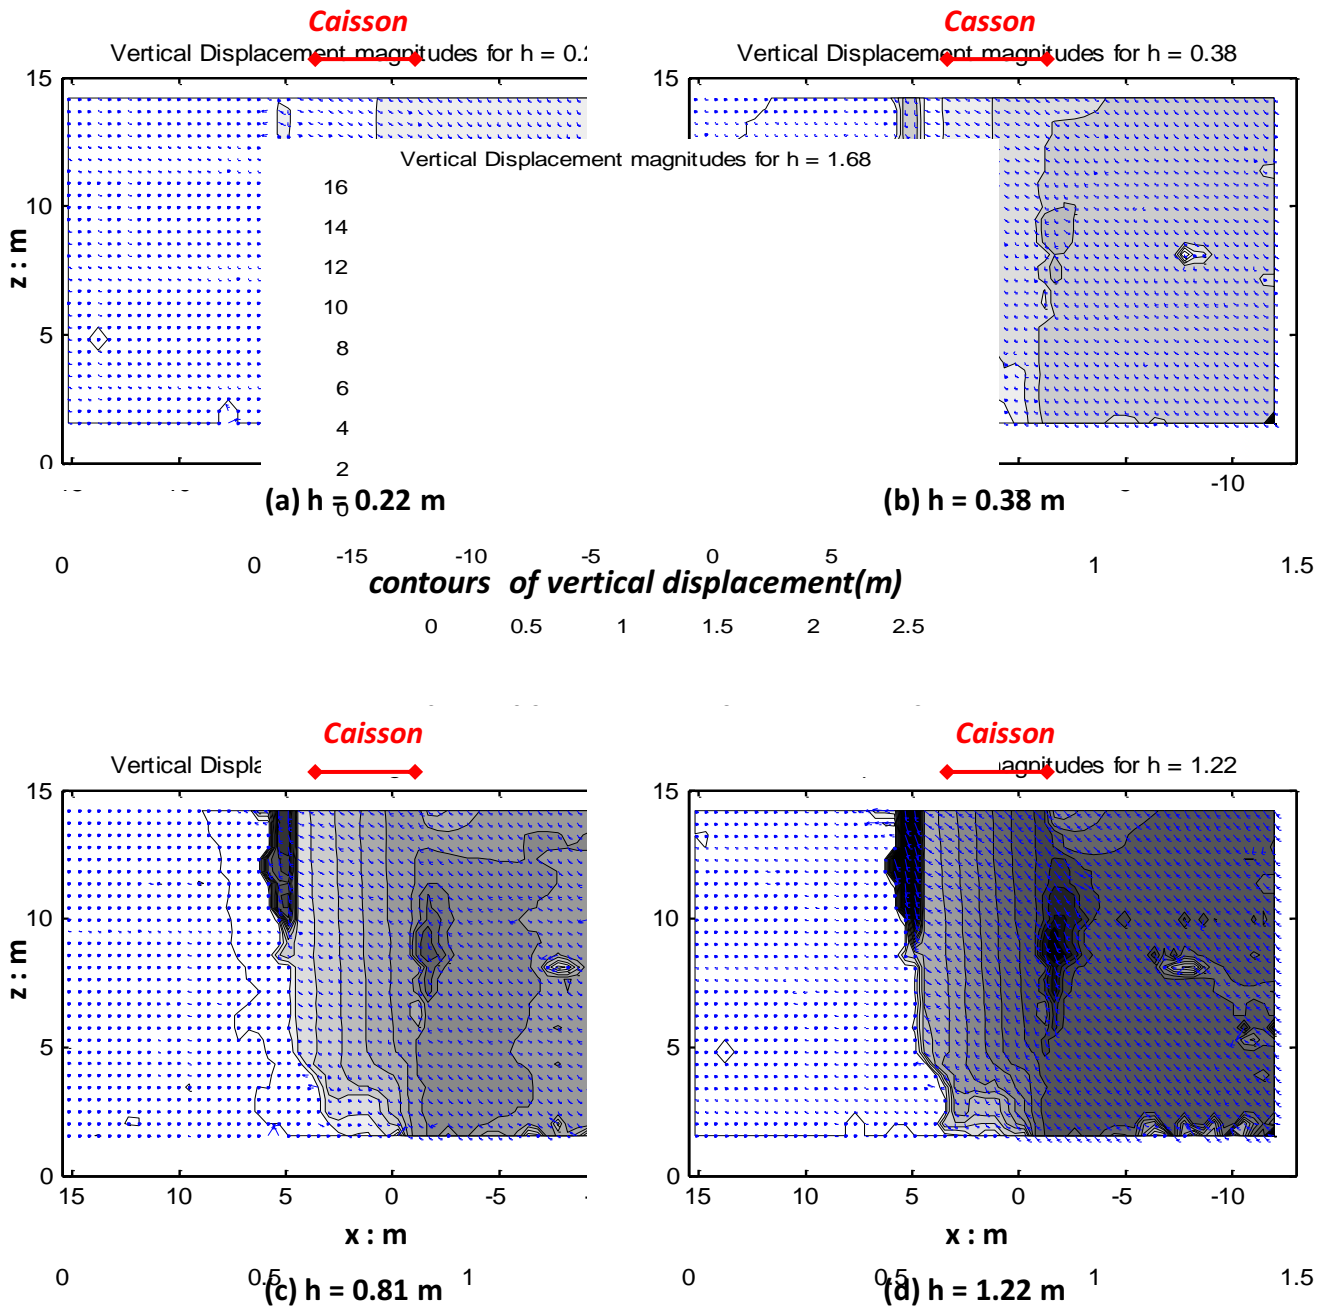 Caisson Casson
Vertical Displacement magnitudes for h = 0.2 Vertical Displacement magnitudes for h = 0.38
15 15
Vertical Displacement magnitudes for h = 1.68
16
14
10 10
12
z : m
10
8
5 5
6
4
2
0 0
-10
(a) h = 0.22 m (b) h = 0.38 m
0
-15 -10 -5 0 5
0 0 1 1.5
contours of vertical displacement(m)
0 0.5 1 1.5 2 2.5
Caisson Caisson
Vertical Displa agnitudes for h = 1.22
15 15
10 10
z : m
5 5
0 0
15 10 5 0 -5 15 10 5 0 -5 -10
x : m x : m
0 0.5 1 0 0.5 1 1.5
(c) h = 0.81 m (d) h = 1.22 m